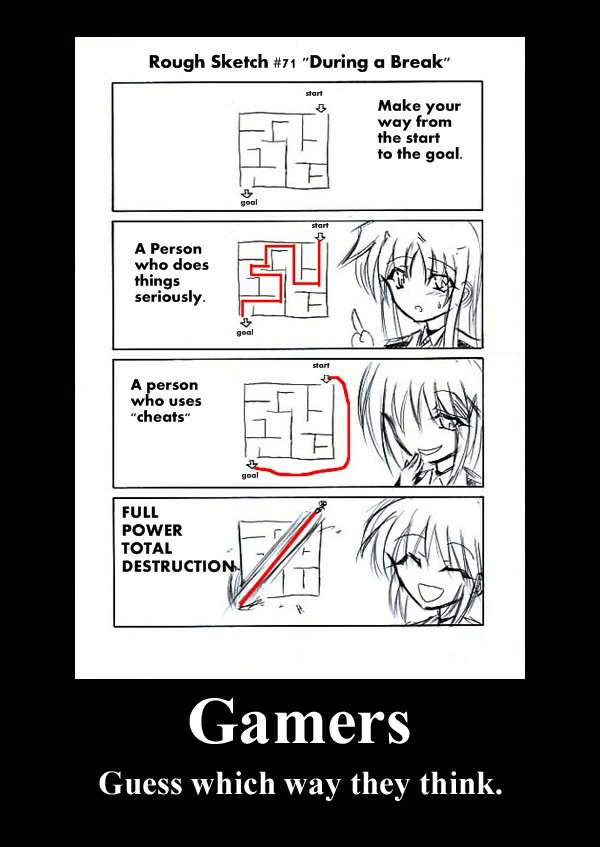 Rough Sketch #71 "During a Break"
start
Make your
way from
the start
to the goal.
goal
start
A Person
who does
things
seriously.
goal
start
A person
who uses
"cheats"
goal
FULL
POWER
TOTAL
DESTRUCTION
Gamers
Guess which way they think.